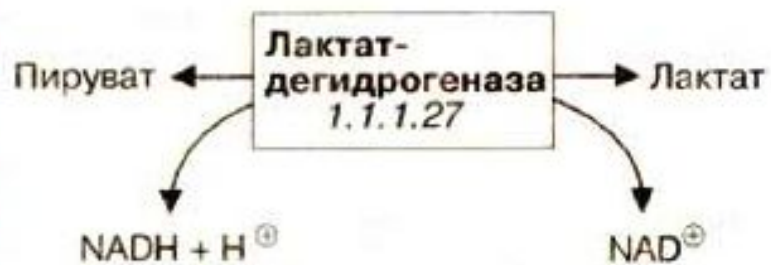 Лактат-
Пируват дегидрогеназа Лактат
1.1.1.27
NADH + H⊕ NAD⊕